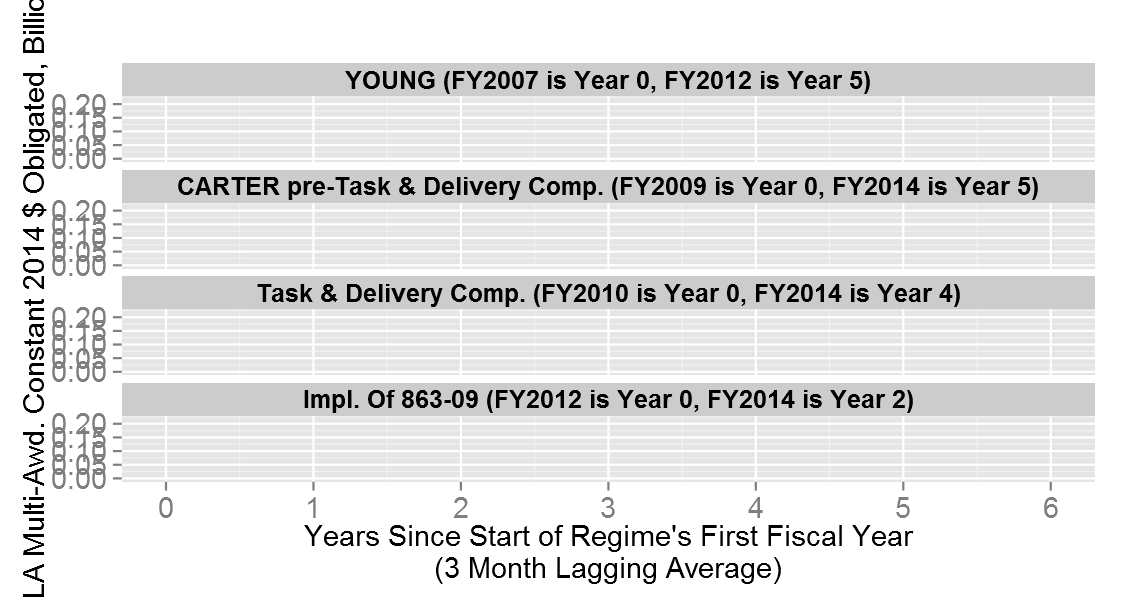 LA Multi-Awd. Constant 2014 $ Obligated,
YOUNG (FY2007 is Year 0, FY2012 is Year 5)
0.20
0.15
0.10
0.05
0.00
CARTER pre-Task & Delivery Comp. (FY2009 is Year 0, FY2014 is Year 5)
0.20
0.15
0.10
0.05
0.00
Task & Delivery Comp. (FY2010 is Year 0, FY2014 is Year 4)
0.20
0.15
0.10
0.05
0.00
Impl. Of 863-09 (FY2012 is Year 0, FY2014 is Year 2)
0.20
0.15
0.10
0.05
0.00
0 1 2 3 4 5 6
Years Since Start of Regime's First Fiscal Year
(3 Month Lagging Average)